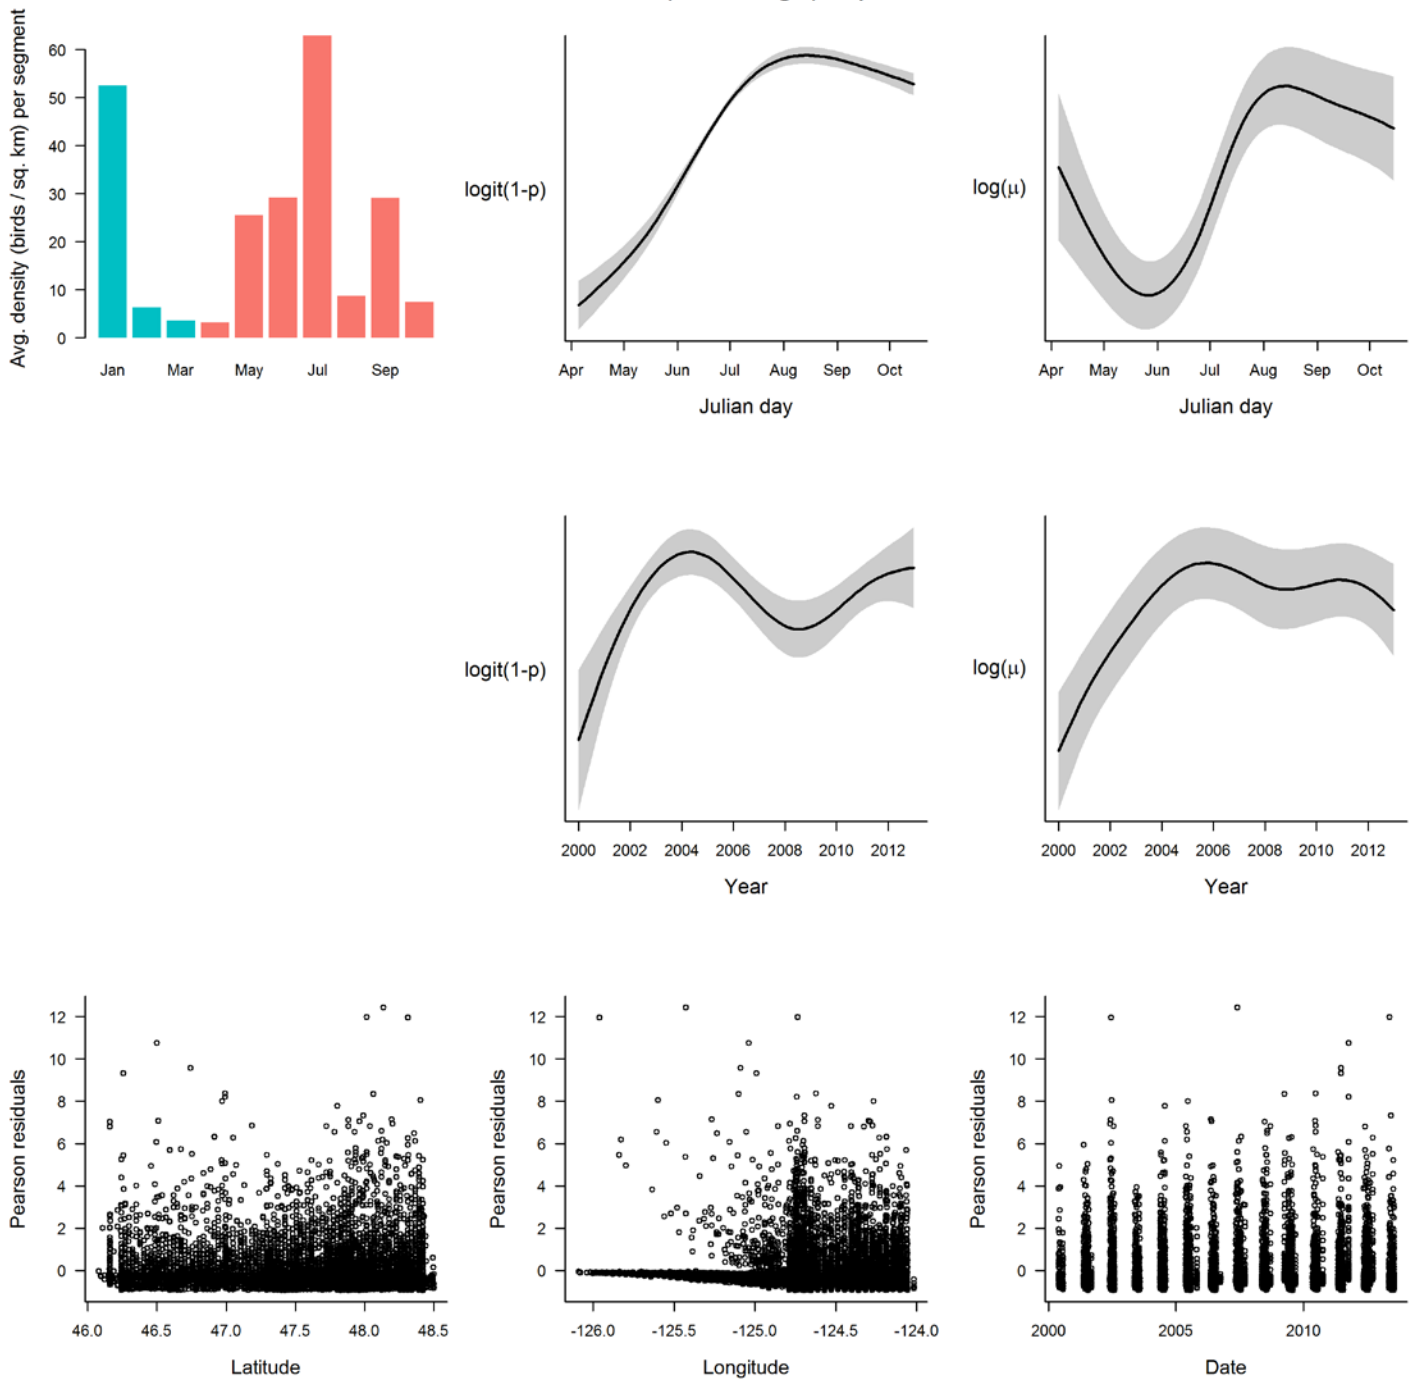 Avg. density (birds / sq. km) per segment
60
50
40
30
20
10
0
Jan Mar May Jul Sep
logit(1-p)
Apr May Jun Jul Aug Sep Oct
Julian day
log(μ)
Apr May Jun Jul Aug Sep Oct
Julian day
logit(1-p)
2000 2002 2004 2006 2008 2010 2012
Year
log(μ)
2000 2002 2004 2006 2008 2010 2012
Year
Pearson residuals
12
10
8
6
4
2
0
46.0 46.5 47.0 47.5 48.0 48.5
Latitude
Pearson residuals
12
10
8
6
4
2
0
-126.0 -125.5 -125.0 -124.5 -124.0
Longitude
Pearson residuals
12
10
8
6
4
2
0
2000 2005 2010
Date